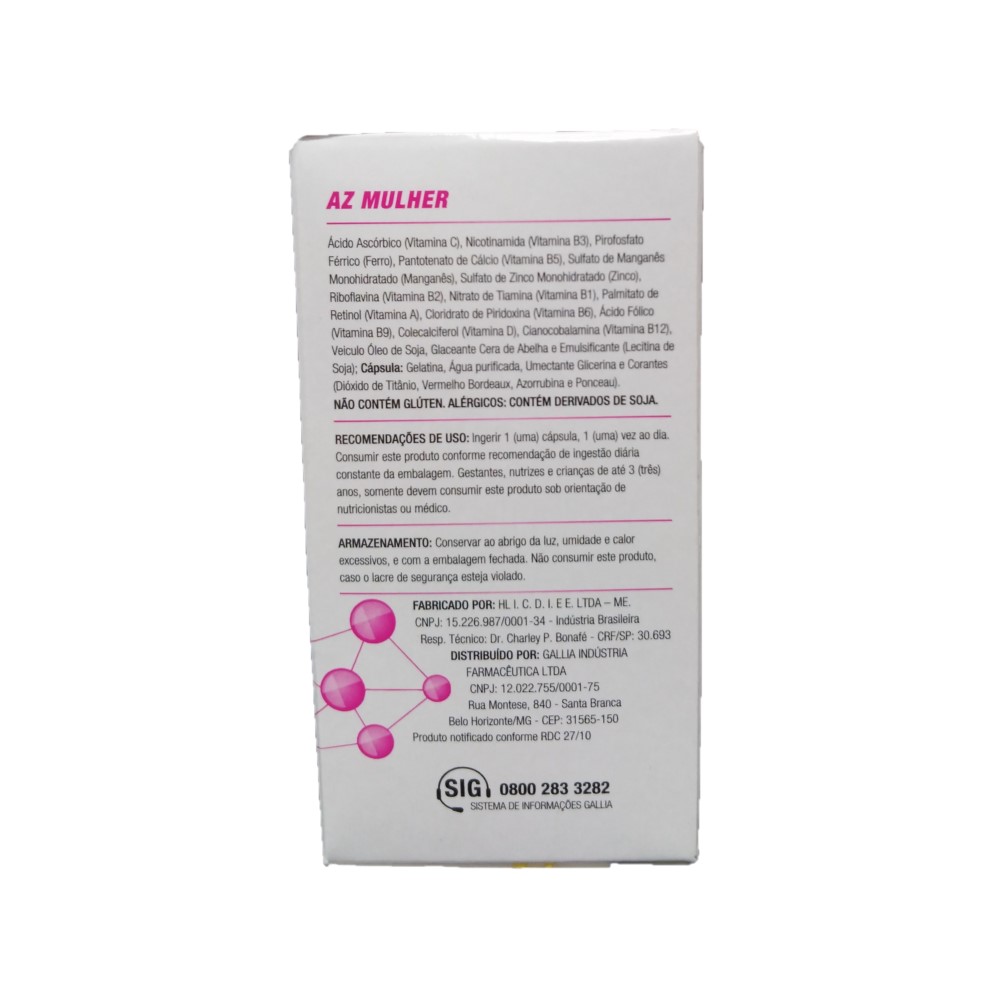 AZ MULHER
Ácido Ascórbico (Vitamina C), Nicotinamida (Vitamina B3), Pirofosfato
Férrico (Ferro), Pantotenato de Cálcio (Vitamina B5), Sulfato de Manganês
Monohidratado (Manganês), Sulfato de Zinco Monohidratado (Zinco),
Riboflavina (Vitamina B2), Nitrato de Tiamina (Vitamina B1), Palmitato de
Retinol (Vitamina A), Cloridrato de Piridoxina (Vitamina B6), Ácido Fólico
(Vitamina B9), Colecalciferol (Vitamina D), Cianocobalamina (Vitamina B12),
Veículo Óleo de Soja, Glaceante Cera de Abelha e Emulsificante (Lecitina de
Soja); Cápsula: Gelatina, Água purificada, Umectante Glicerina e Corantes
(Dióxido de Titânio, Vermelho Bordeaux, Azorrubina e Ponceau).
NÃO CONTÉM GLÚTEN. ALÉRGICOS: CONTÉM DERIVADOS DE SOJA.
RECOMENDAÇÕES DE USO: Ingerir 1 (uma) cápsula, 1 (uma) vez ao dia.
Consumir este produto conforme recomendação de ingestão diária
constante da embalagem. Gestantes, nutrizes e crianças de até 3 (três)
anos, somente devem consumir este produto sob orientação de
nutricionistas ou médico.
ARMAZENAMENTO: Conservar ao abrigo da luz, umidade e calor
excessivos, e com a embalagem fechada. Não consumir este produto,
caso o lacre de segurança esteja violado.
FABRICADO POR: HL I. C. D. I. E E. LTDA – ME.
CNPJ: 15.226.987/0001-34 - Indústria Brasileira
Resp. Técnico: Dr. Charley P. Bonafé - CRF/SP: 30.693
DISTRIBUÍDO POR: GALLIA INDÚSTRIA
FARMACÊUTICA LTDA
CNPJ: 12.022.755/0001-75
Rua Montese, 840 - Santa Branca
Belo Horizonte/MG - CEP: 31565-150
Produto notificado conforme RDC 27/10
SIG 0800 283 3282
SISTEMA DE INFORMAÇÕES GALLIA